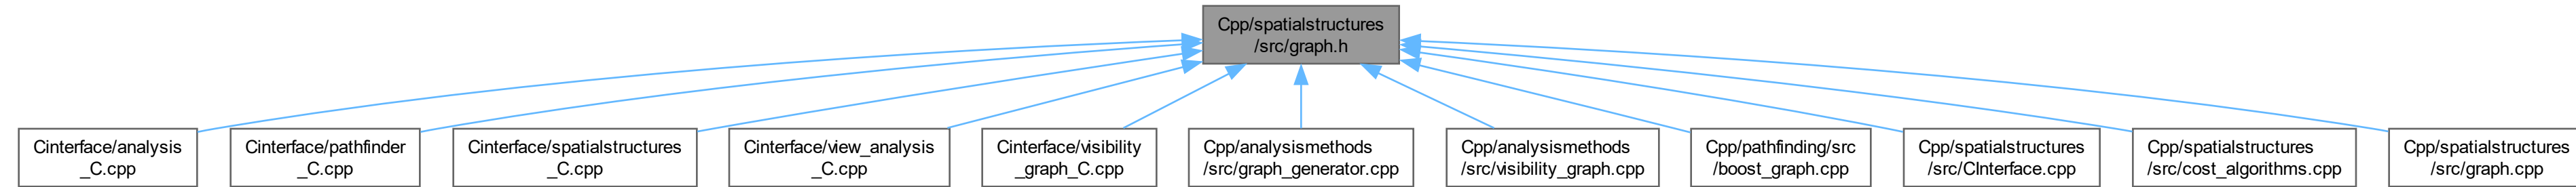 Cpp/spatialstructures
/src/graph.h
Cinterface/analysis
_C.cpp
Cinterface/pathfinder
_C.cpp
Cinterface/spatialstructures
_C.cpp
Cinterface/view_analysis
_C.cpp
Cinterface/visibility
_graph_C.cpp
Cpp/analysismethods
/src/graph_generator.cpp
Cpp/analysismethods
/src/visibility_graph.cpp
Cpp/pathfinding/src
/boost_graph.cpp
Cpp/spatialstructures
/src/CInterface.cpp
Cpp/spatialstructures
/src/cost_algorithms.cpp
Cpp/spatialstructures
/src/graph.cpp